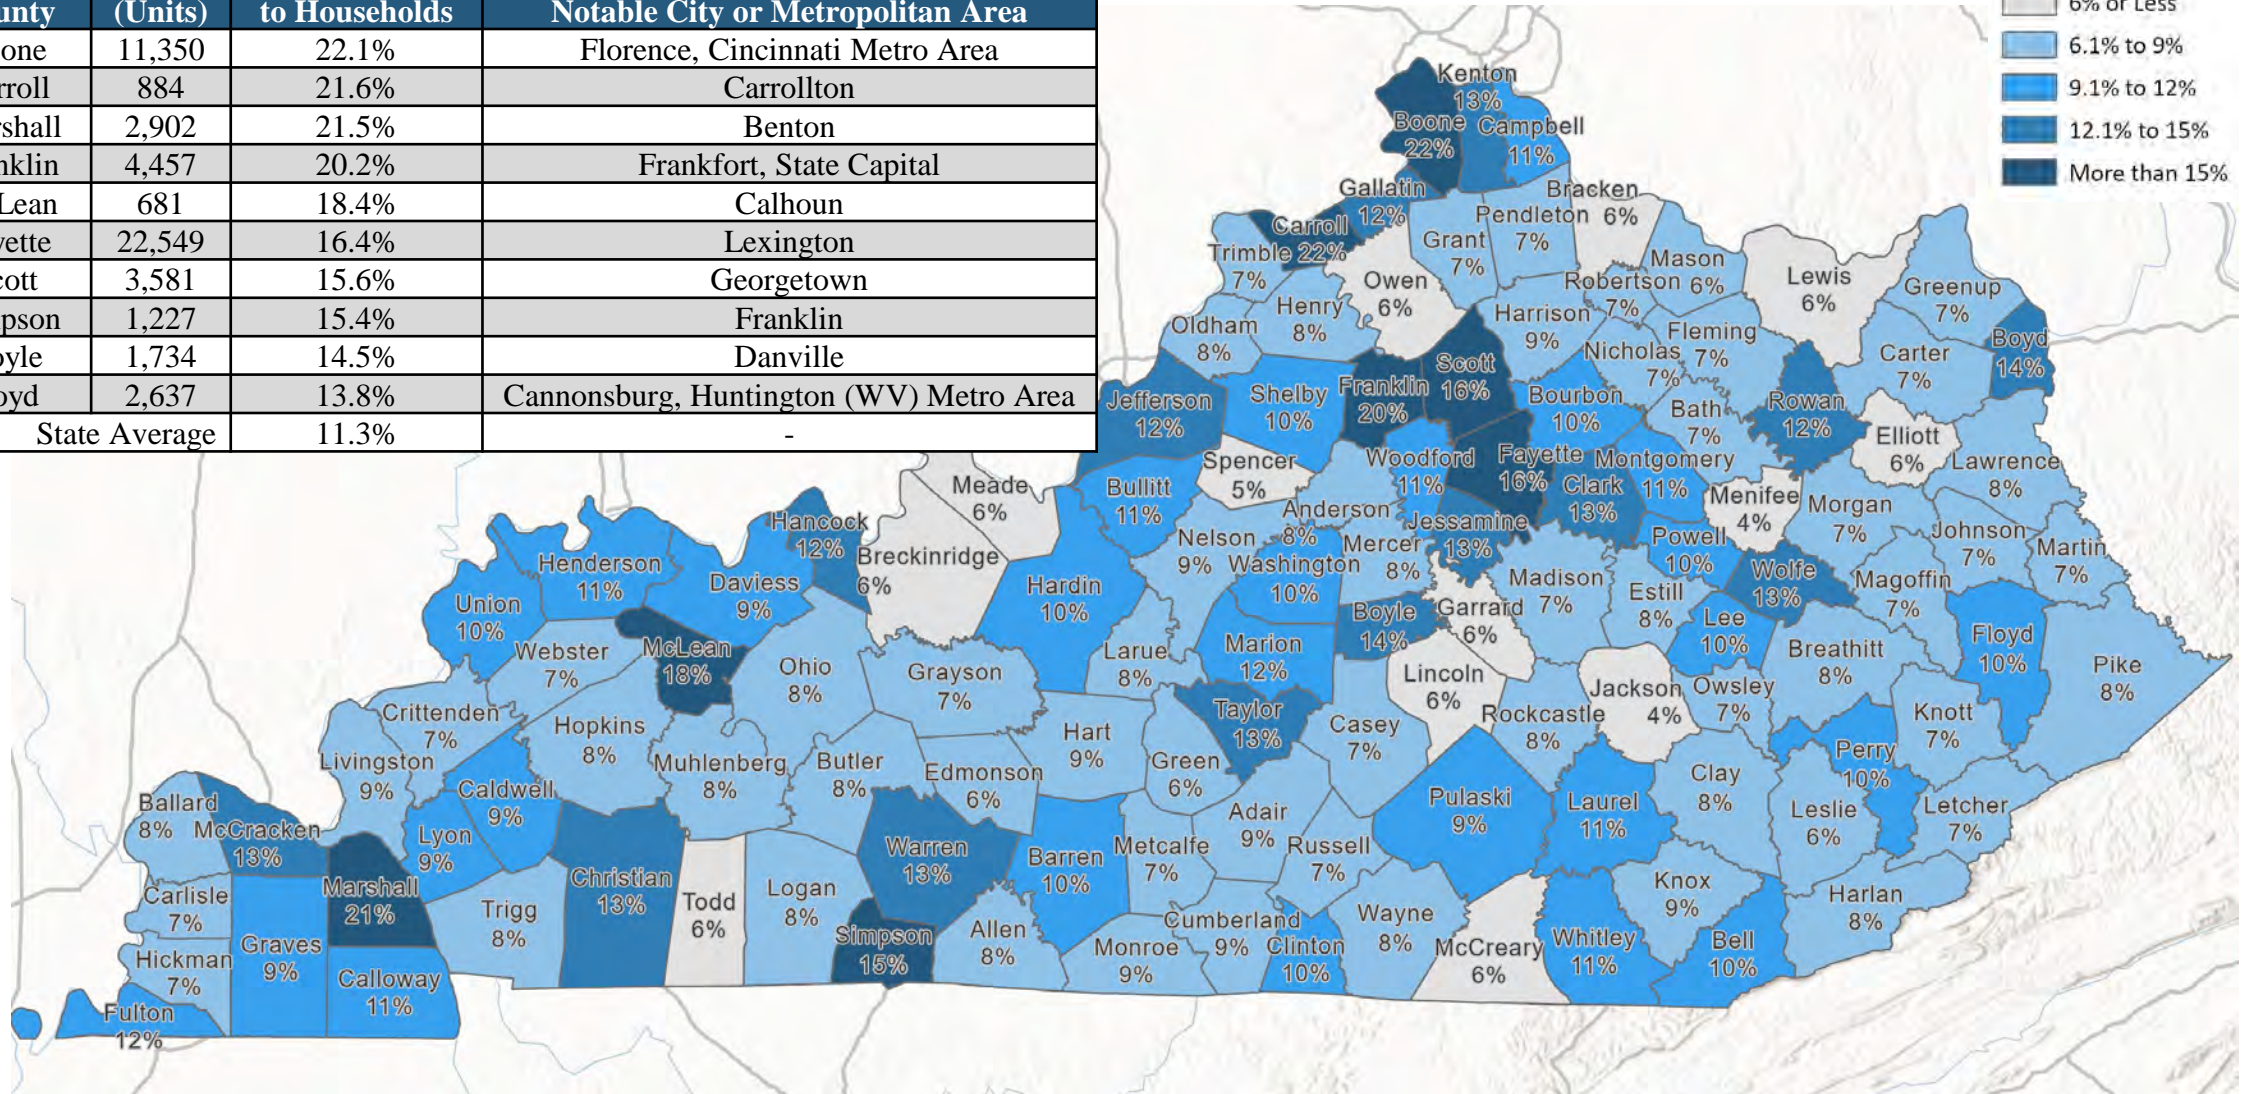 unty (Units) to Households Notable City or Metropolitan Area
one 11,350 22.1% Florence, Cincinnati Metro Area
rroll 884 21.6% Carrollton
rshall 2,902 21.5% Benton
nklin 4,457 20.2% Frankfort, State Capital
Lean 681 18.4% Calhoun
yette 22,549 16.4% Lexington
cott 3,581 15.6% Georgetown
pson 1,227 15.4% Franklin
oyle 1,734 14.5% Danville
oyd 2,637 13.8% Cannonsburg, Huntington (WV) Metro Area
State Average 11.3% -
6% or Less
6.1% to 9%
9.1% to 12%
12.1% to 15%
More than 15%
Kenton
13%
Boone
22%
Campbell
11%
Gallatin
12%
Bracken
6%
Carroll
22%
Pendleton
7%
Grant
7%
Trimble
7%
Owen
6%
Mason
6%
Robertson
7%
Lewis
6%
Greenup
7%
Henry
8%
Oldham
8%
Harrison
9%
Fleming
7%
Nicholas
7%
Boyd
14%
Carter
7%
Scott
16%
Franklin
20%
Shelby
10%
Jefferson
12%
Bourbon
10%
Bath
7%
Rowan
12%
Elliott
6%
Lawrence
8%
Spencer
5%
Woodford
11%
Fayette
16%
Montgomery
11%
Clark
13%
Menifee
4%
Morgan
7%
Meade
6%
Bullitt
11%
Anderson
8%
Jessamine
13%
Hancock
12%
Breckinridge
6%
Nelson
9%
Washington
10%
Mercer
8%
Powell
10%
Johnson
7%
Martin
7%
Henderson
11%
Daviess
9%
Hardin
10%
Madison
7%
Estill
8%
Wolfe
13%
Magoffin
7%
Union
10%
Boyle
14%
Garrard
6%
Lee
10%
Floyd
10%
Webster
7%
McLean
18%
Ohio
8%
Grayson
7%
Larue
8%
Marion
12%
Lincoln
6%
Jackson
4%
Owsley
7%
Breathitt
8%
Pike
8%
Crittenden
7%
Hopkins
8%
Hart
9%
Green
6%
Taylor
13%
Casey
7%
Rockcastle
8%
Knott
7%
Perry
10%
Livingston
9%
Muhlenberg
8%
Butler
8%
Edmonson
6%
Clay
8%
Caldwell
9%
Ballard
8%
McCracken
13%
Lyon
9%
Adair
9%
Pulaski
9%
Laurel
11%
Leslie
6%
Letcher
7%
Warren
13%
Barren
10%
Metcalfe
7%
Russell
7%
Marshall
21%
Christian
13%
Todd
6%
Logan
8%
Knox
9%
Harlan
8%
Carlisle
7%
Trigg
8%
Graves
9%
Simpson
15%
Allen
8%
Monroe
9%
Cumberland
9%
Clinton
10%
Wayne
8%
McCreary
6%
Whitley
11%
Bell
10%
Hickman
7%
Calloway
11%
Fulton
12%